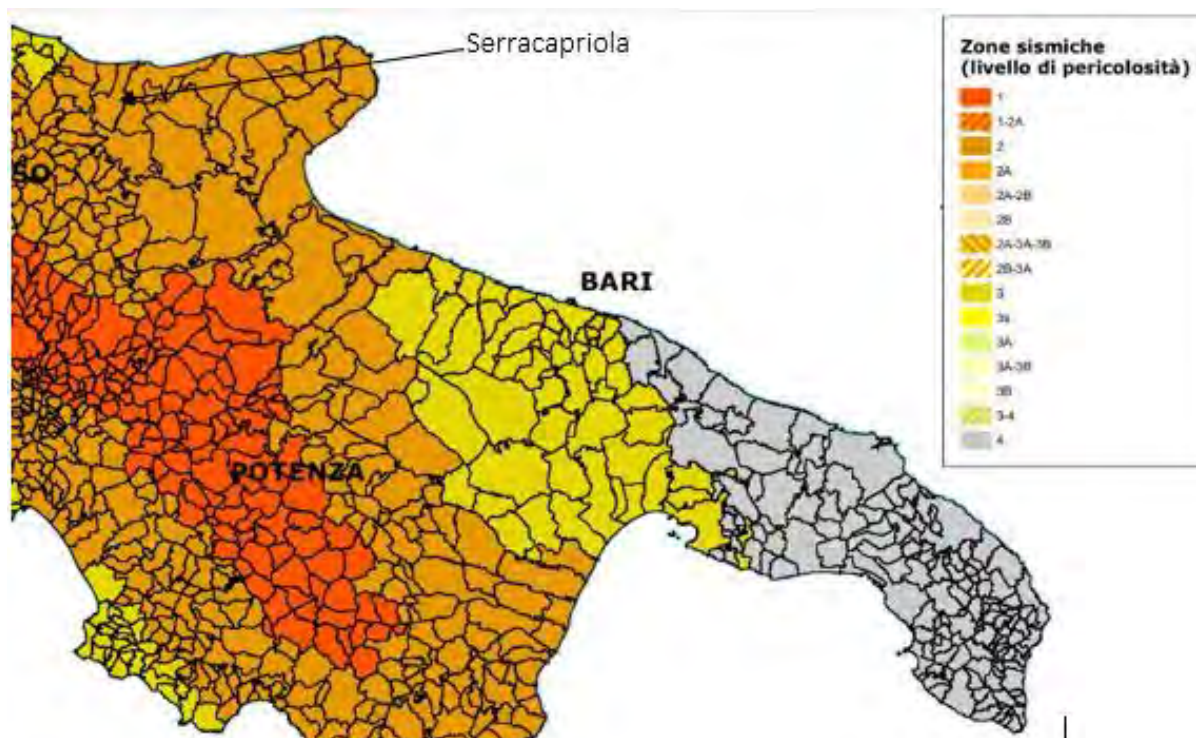 Serracapriola
SO
BARI
POTENZA
Zone sismiche
(livello di pericolosità)
1
1-2A
2
2A
2A-2B
2B
2A-3A-3B
2B-3A
3
3s
3A
3A-3B
3B
3-4
4